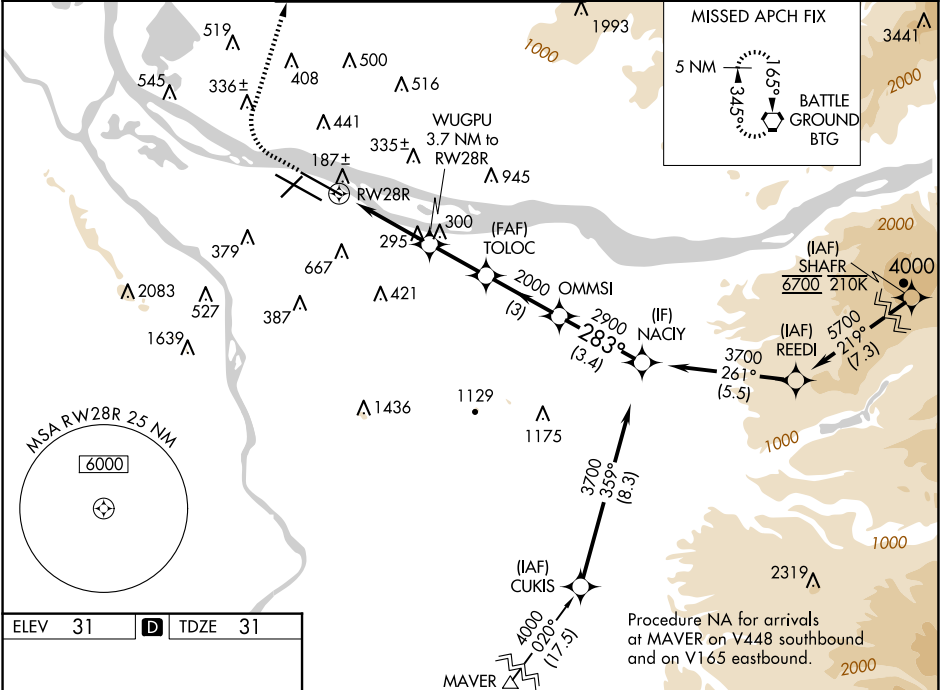 519
408
500
1993
1000
MISSED APCH FIX
5 NM
165°
345°
BATTLE
GROUND
BTG
3441
2000
545
336±
516
441
WUGPU
3.7 NM to
RW28R
335±
187±
RW28R
945
295
300
(FAF)
TOLOC
379
667
2000
(3)
OMMSI
2900
283°
(3.4)
(IF)
NACIY
2000
(IAF)
SHAFR
6700 210K
4000
5700
219°
(7.3)
(IAF)
REEDI
3700
261°
(5.5)
2083
527
387
421
1639
1436
1129
1175
1000
MSA RW28R 25 NM
6000
3700
359°
(8.3)
1000
(IAF)
CUKIS
2319
4000
020°
(17.5)
MAVER
Procedure NA for arrivals
at MAVER on V448 southbound
and on V165 eastbound.
2000
ELEV 31 D TDZE 31